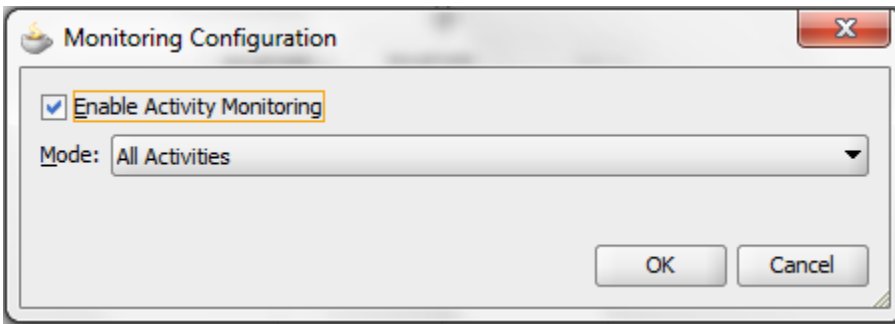 Monitoring Configuration
Enable Activity Monitoring
Mode: All Activities
OK Cancel